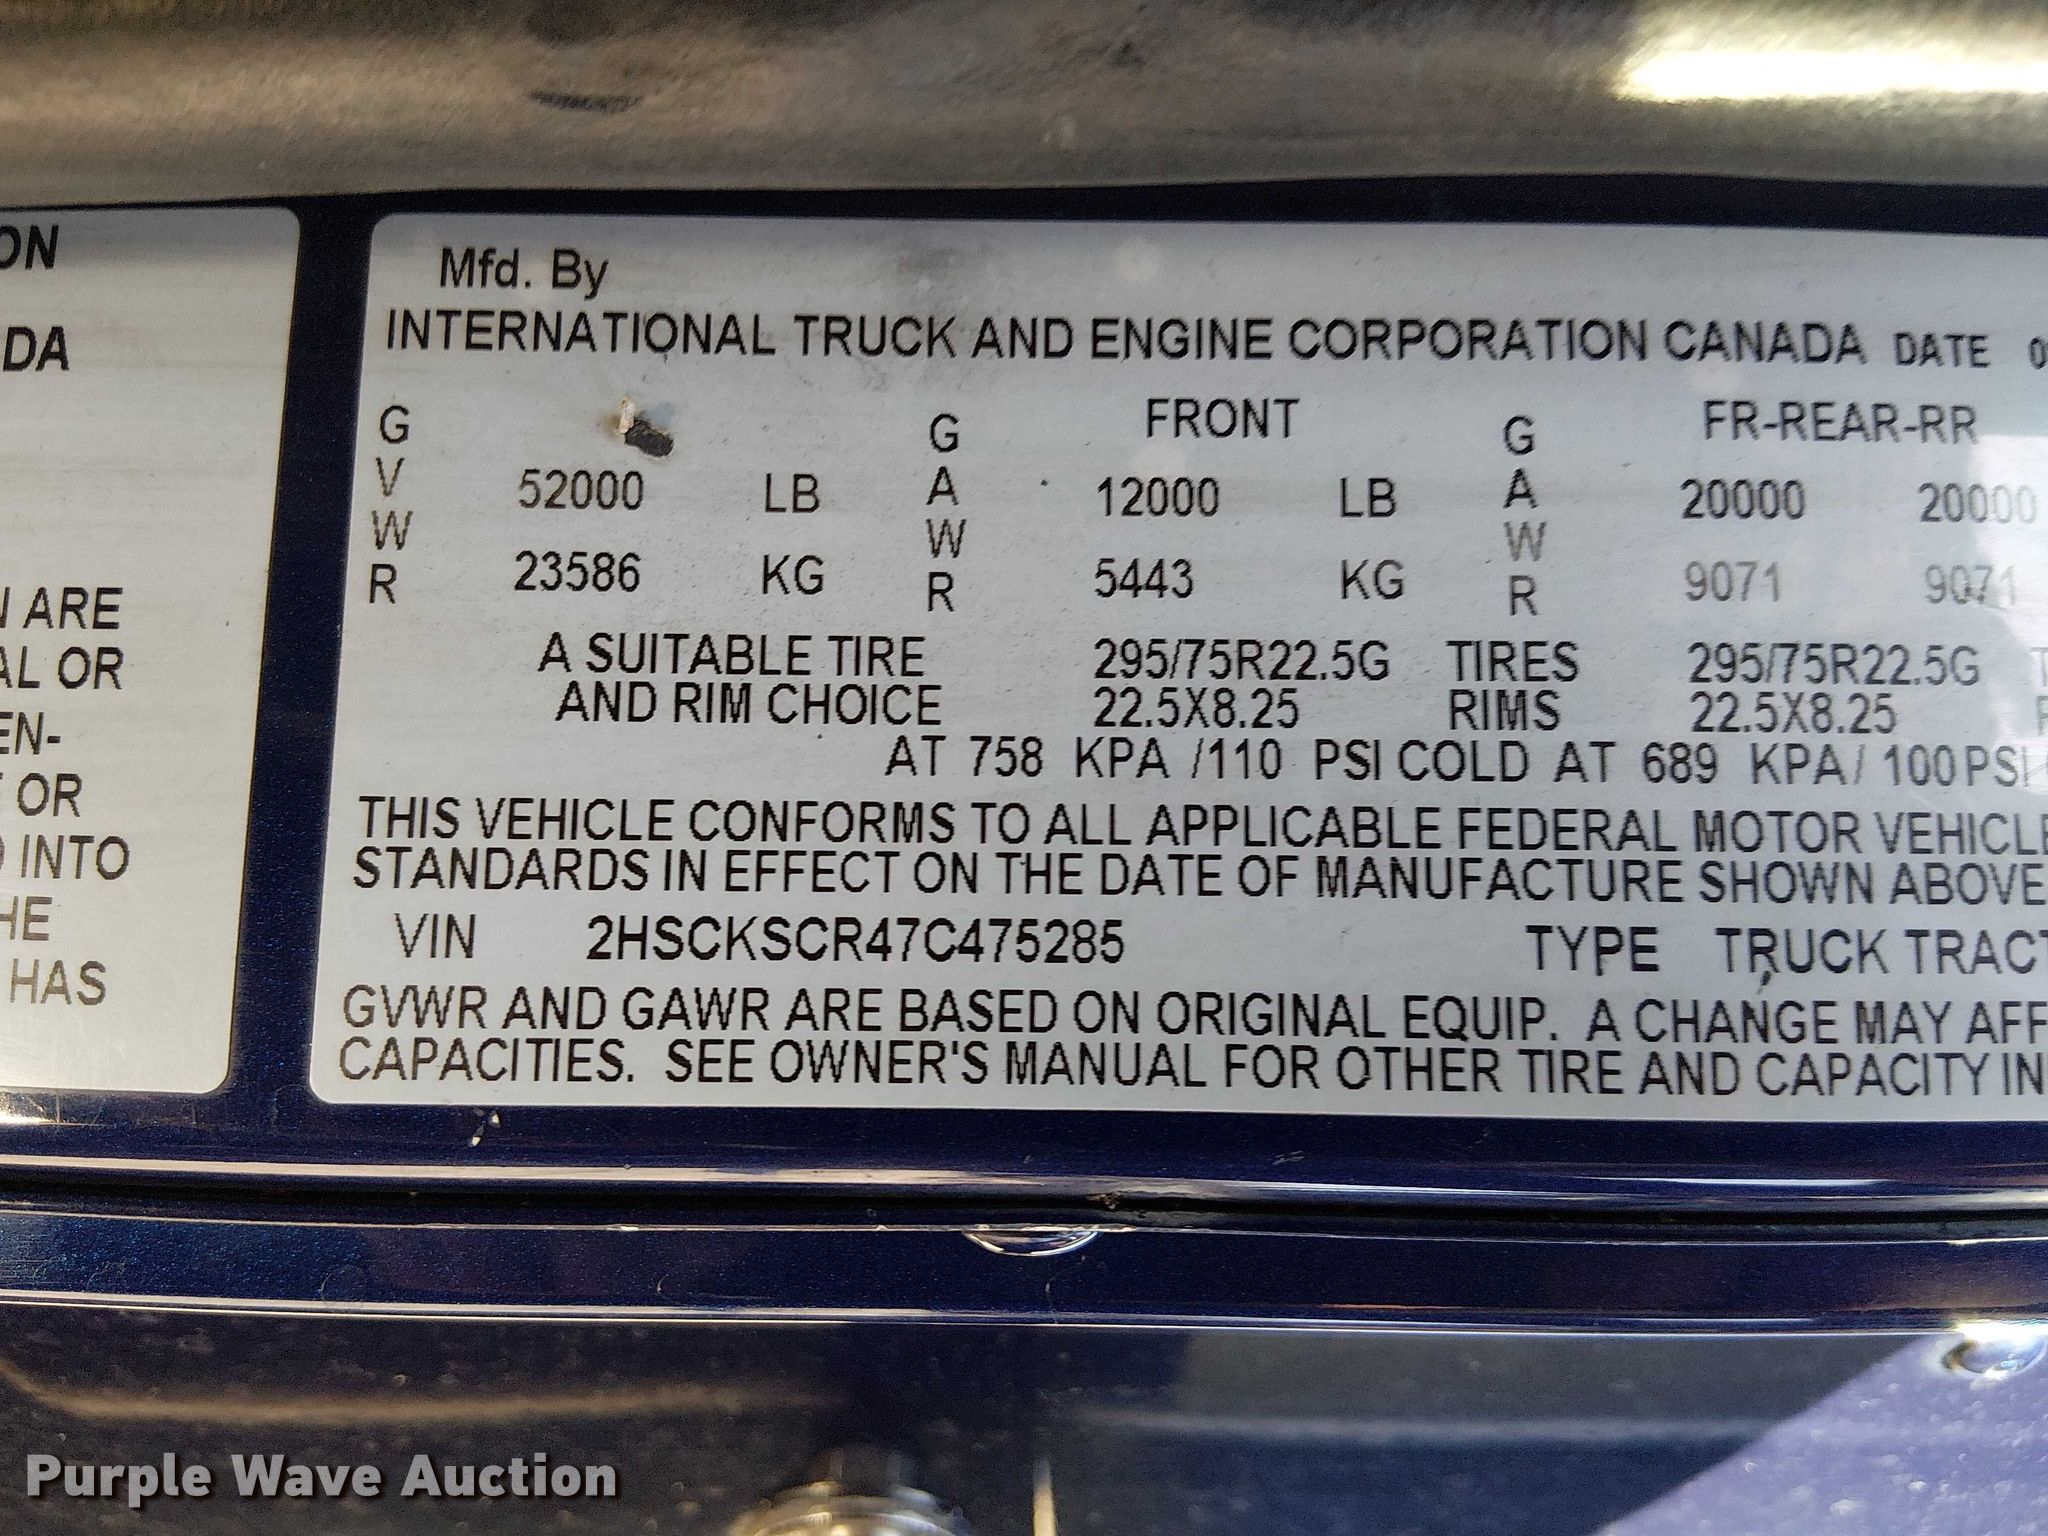 ON
DA
ARE
AL OR
EN-
OR
INTO
HE
HAS
Mfd. By
INTERNATIONAL TRUCK AND ENGINE CORPORATION CANADA DATE 0
GVWR 52000 LB GAWR FRONT 12000 LB GAWR FR-REAR-RR 20000 20000
23586 KG 5443 KG 9071 9071
A SUITABLE TIRE 295/75R22.5G TIRES 295/75R22.5G
AND RIM CHOICE 22.5X8.25 RIMS 22.5X8.25
AT 758 KPA /110 PSI COLD AT 689 KPA/ 100PSI
THIS VEHICLE CONFORMS TO ALL APPLICABLE FEDERAL MOTOR VEHICLE
STANDARDS IN EFFECT ON THE DATE OF MANUFACTURE SHOWN ABOVE
VIN 2HSCKSCR47C475285 TYPE TRUCK TRACT
GVWR AND GAWR ARE BASED ON ORIGINAL EQUIP. A CHANGE MAY AFF
CAPACITIES. SEE OWNER'S MANUAL FOR OTHER TIRE AND CAPACITY IN
Purple Wave Auction